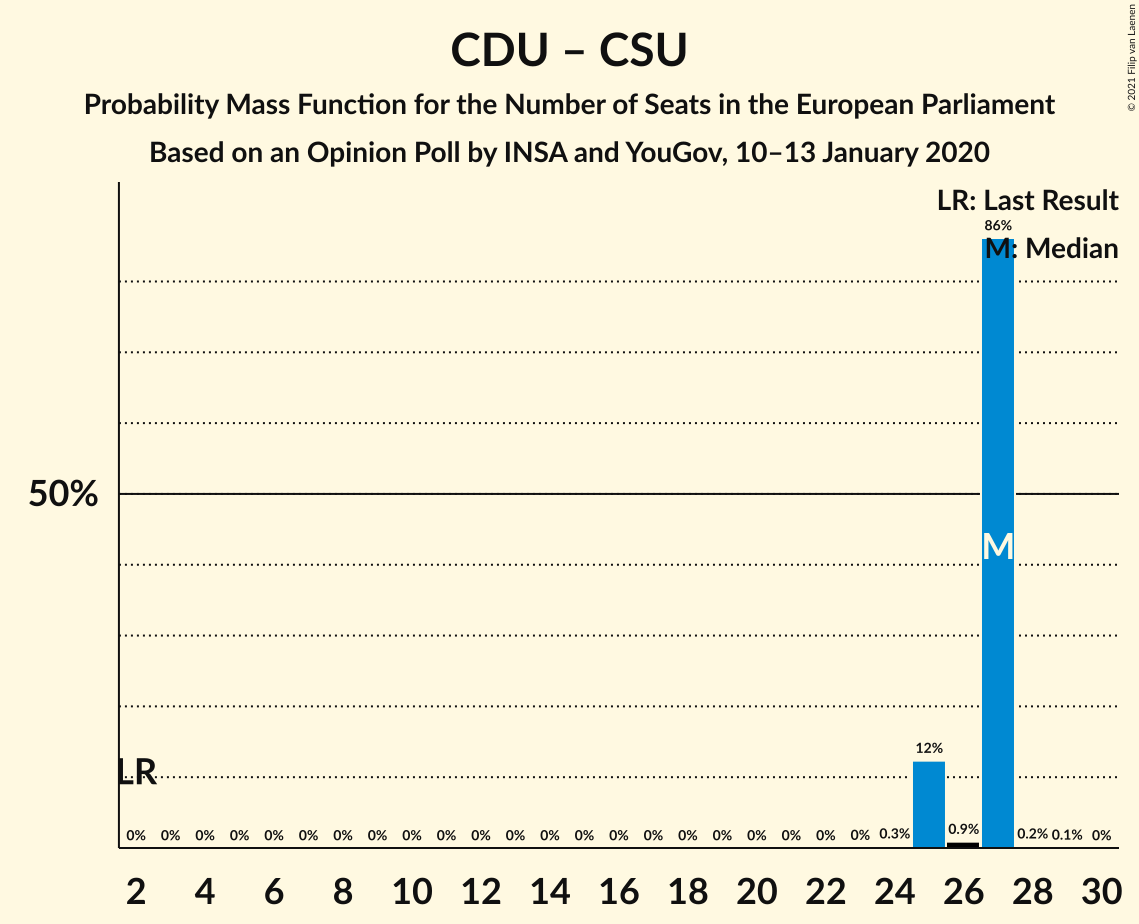 CDU – CSU
Probability Mass Function for the Number of Seats in the European Parliament
Based on an Opinion Poll by INSA and YouGov, 10–13 January 2020
© 2021 Filip van Laenen
LR: Last Result
86%
M: Median
50%
M
12%
LR
0% 0% 0% 0% 0% 0% 0% 0% 0% 0% 0% 0% 0% 0% 0% 0% 0% 0% 0% 0% 0% 0% 0.3% 0.9% 0.2% 0.1% 0%
2 4 6 8 10 12 14 16 18 20 22 24 26 28 30